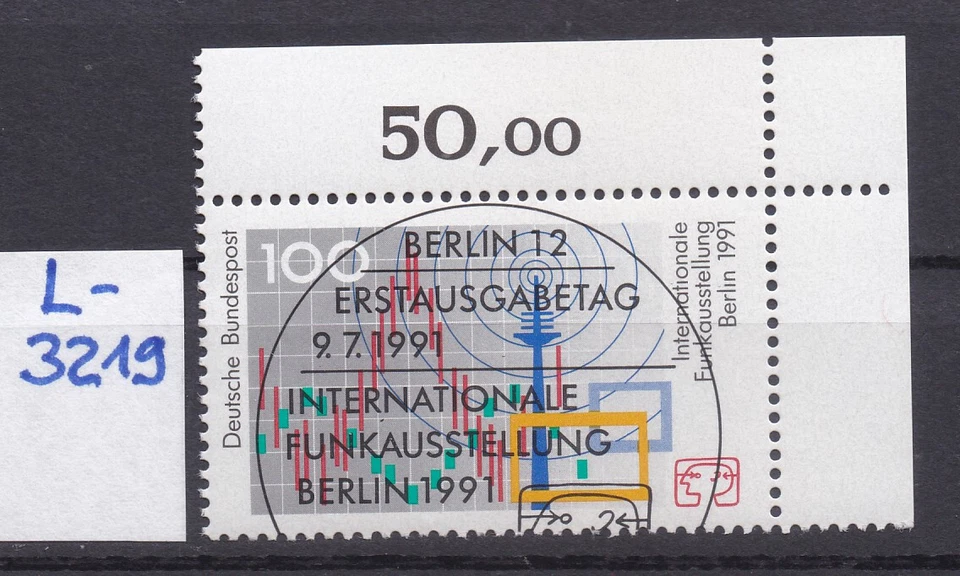 50,00
L-
3219
Deutsche Bundespost
100
BERLIN 12
ERSTAUSGABETAG
9. 7. 1991
INTERNATIONALE
FUNKAUSSTELLUNG
BERLIN 1991
Internationale
Funkausstellung
Berlin 1991